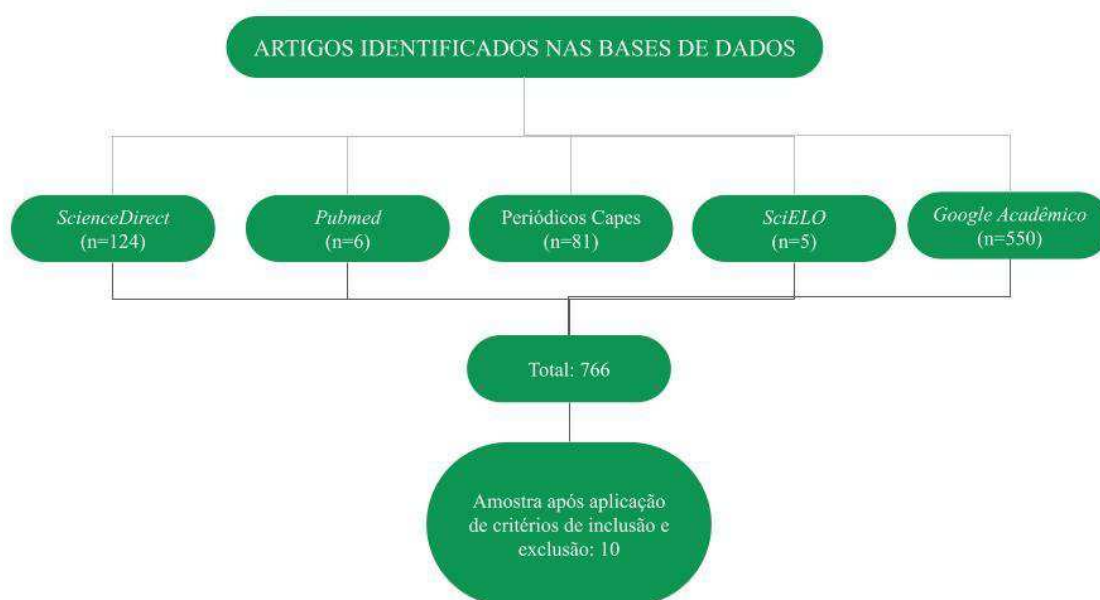 ARTIGOS IDENTIFICADOS NAS BASES DE DADOS
ScienceDirect
(n=124)
Pubmed
(n=6)
Periódicos Capes
(n=81)
SciELO
(n=5)
Google Acadêmico
(n=550)
Total: 766
Amostra após aplicação
de critérios de inclusão e
exclusão: 10